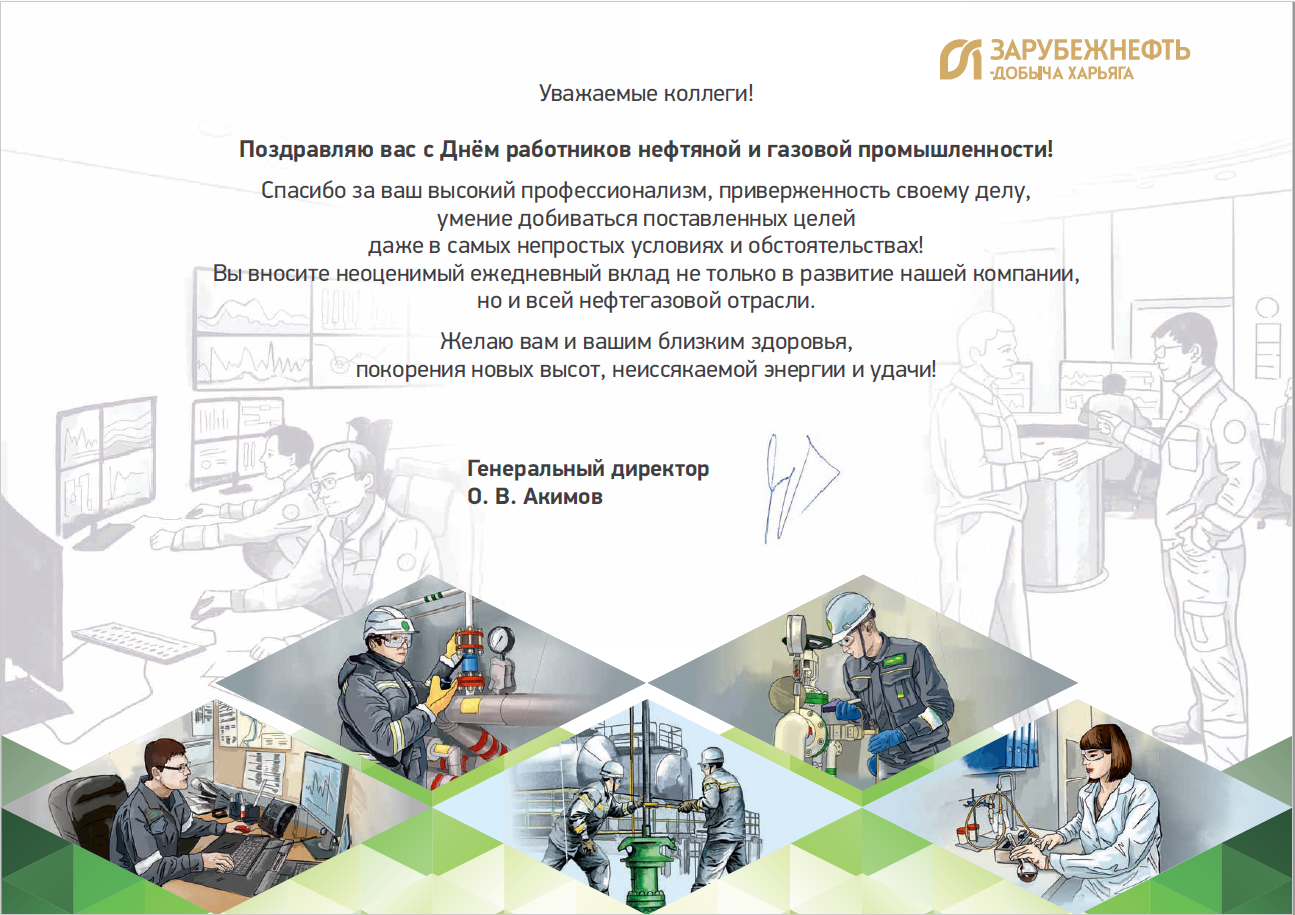 ЗАРУБЕЖНЕФТЬ
-ДОБЫЧА ХАРЬЯГА
Уважаемые коллеги!
Поздравляю вас с Днём работников нефтяной и газовой промышленности!
Спасибо за ваш высокий профессионализм, приверженность своему делу,
умение добиваться поставленных целей
даже в самых непростых условиях и обстоятельствах!
Вы вносите неоценимый ежедневный вклад не только в развитие нашей компании,
но и всей нефтегазовой отрасли.
Желаю вам и вашим близким здоровья,
покорения новых высот, неиссякаемой энергии и удачи!
Генеральный директор
О. В. Акимов